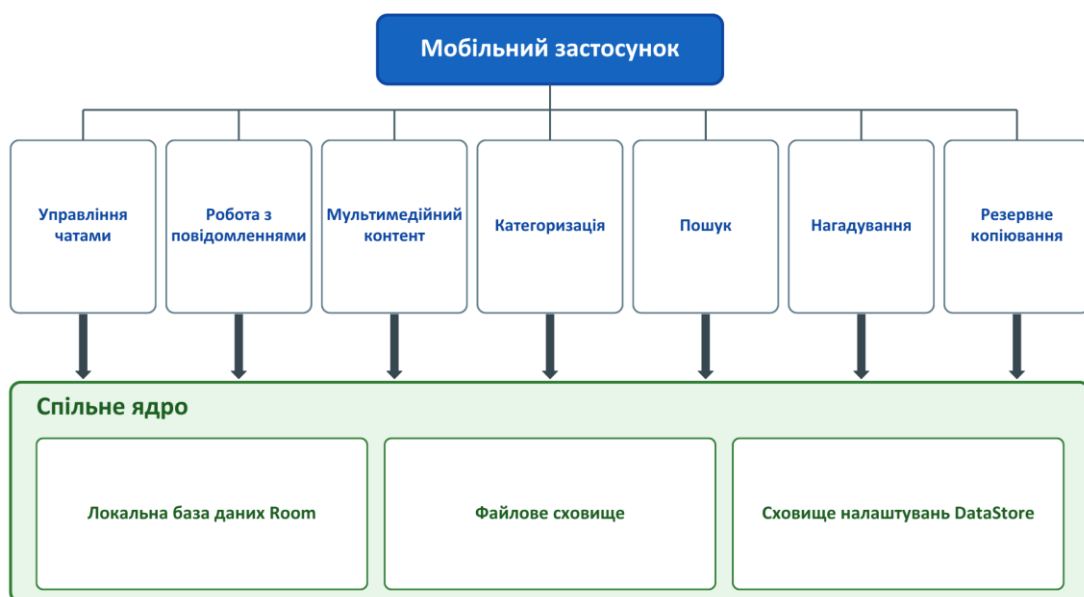 Мобільний застосунок
Управління
чатами
Робота з
повідомленнями
Мультимедійний
контент
Категоризація
Пошук
Нагадування
Резервне
копіювання
Спільне ядро
Локальна база даних Room
Файлове сховище
Сховище налаштувань DataStore